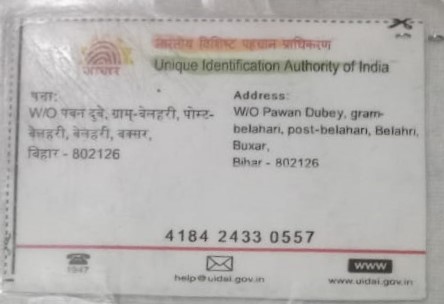 भारतीय विशिष्ट पहचान प्राधिकरण
आधार
Unique Identification Authority of India
पता:
W/O पवन दुबे, ग्राम-बेलहरी, पोस्ट-
बेलहरी, बेलहरी, बक्सर,
बिहार - 802126
Address:
W/O Pawan Dubey, gram-
belahari, post-belahari, Belahri,
Buxar,
Bihar - 802126
4184 2433 0557
1947
help@uidai.gov.in
www
www.uidai.gov.in